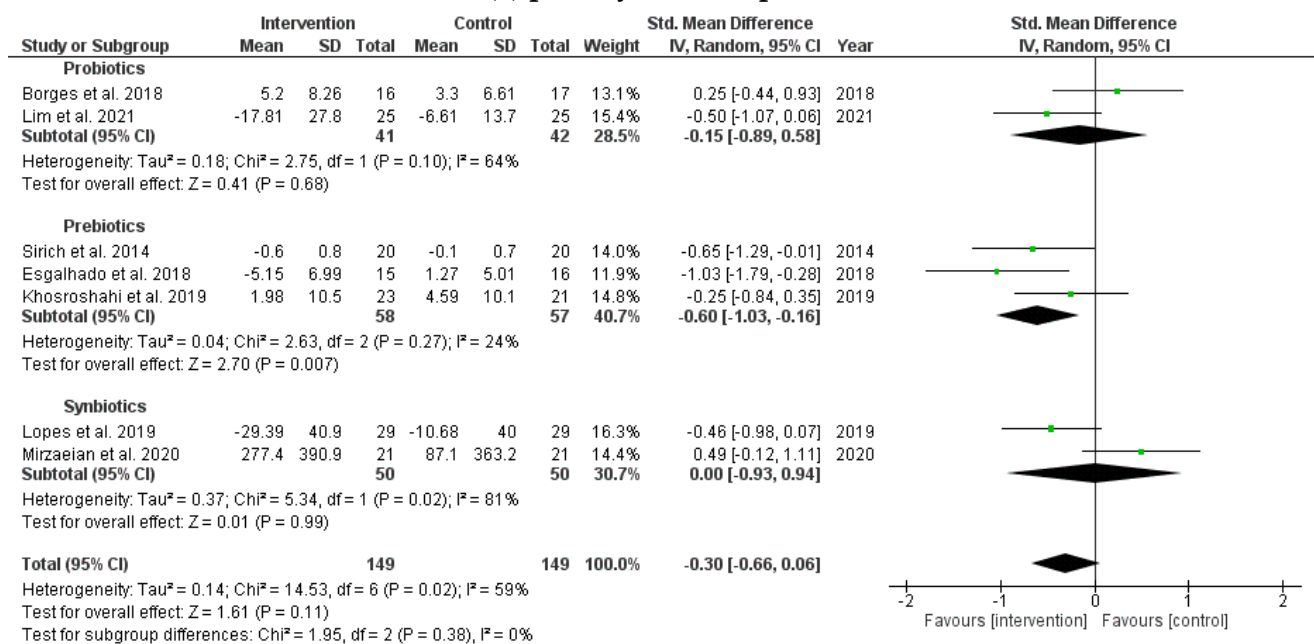 Intervention Control Std. Mean Difference Std. Mean Difference
Study or Subgroup Mean SD Total Mean SD Total Weight IV, Random, 95% CI Year IV, Random, 95% CI
Probiotics
Borges et al. 2018 5.2 8.26 16 3.3 6.61 17 13.1% 0.25 [-0.44, 0.93] 2018
Lim et al. 2021 -17.81 27.8 25 -6.61 13.7 25 15.4% -0.50 [-1.07, 0.06] 2021
Subtotal (95% CI) 41 42 28.5% -0.15 [-0.89, 0.58]
Heterogeneity: Tau² = 0.18; Chi² = 2.75, df = 1 (P = 0.10); I² = 64%
Test for overall effect: Z = 0.41 (P = 0.68)
Prebiotics
Sirich et al. 2014 -0.6 0.8 20 -0.1 0.7 20 14.0% -0.65 [-1.29, -0.01] 2014
Esgalhado et al. 2018 -5.15 6.99 15 1.27 5.01 16 11.9% -1.03 [-1.79, -0.28] 2018
Khosroshahi et al. 2019 1.98 10.5 23 4.59 10.1 21 14.8% -0.25 [-0.84, 0.35] 2019
Subtotal (95% CI) 58 57 40.7% -0.60 [-1.03, -0.16]
Heterogeneity: Tau² = 0.04; Chi² = 2.63, df = 2 (P = 0.27); I² = 24%
Test for overall effect: Z = 2.70 (P = 0.007)
Synbiotics
Lopes et al. 2019 -29.39 40.9 29 -10.68 40 29 16.3% -0.46 [-0.98, 0.07] 2019
Mirzaeian et al. 2020 277.4 390.9 21 87.1 363.2 21 14.4% 0.49 [-0.12, 1.11] 2020
Subtotal (95% CI) 50 50 30.7% 0.00 [-0.93, 0.94]
Heterogeneity: Tau² = 0.37; Chi² = 5.34, df = 1 (P = 0.02); I² = 81%
Test for overall effect: Z = 0.01 (P = 0.99)
Total (95% CI) 149 149 100.0% -0.30 [-0.66, 0.06]
Heterogeneity: Tau² = 0.14; Chi² = 14.53, df = 6 (P = 0.02); I² = 59%
Test for overall effect: Z = 1.61 (P = 0.11)
Test for subgroup differences: Chi² = 1.95, df = 2 (P = 0.38), I² = 0%
-2 -1 0 1 2
Favours [intervention] Favours [control]